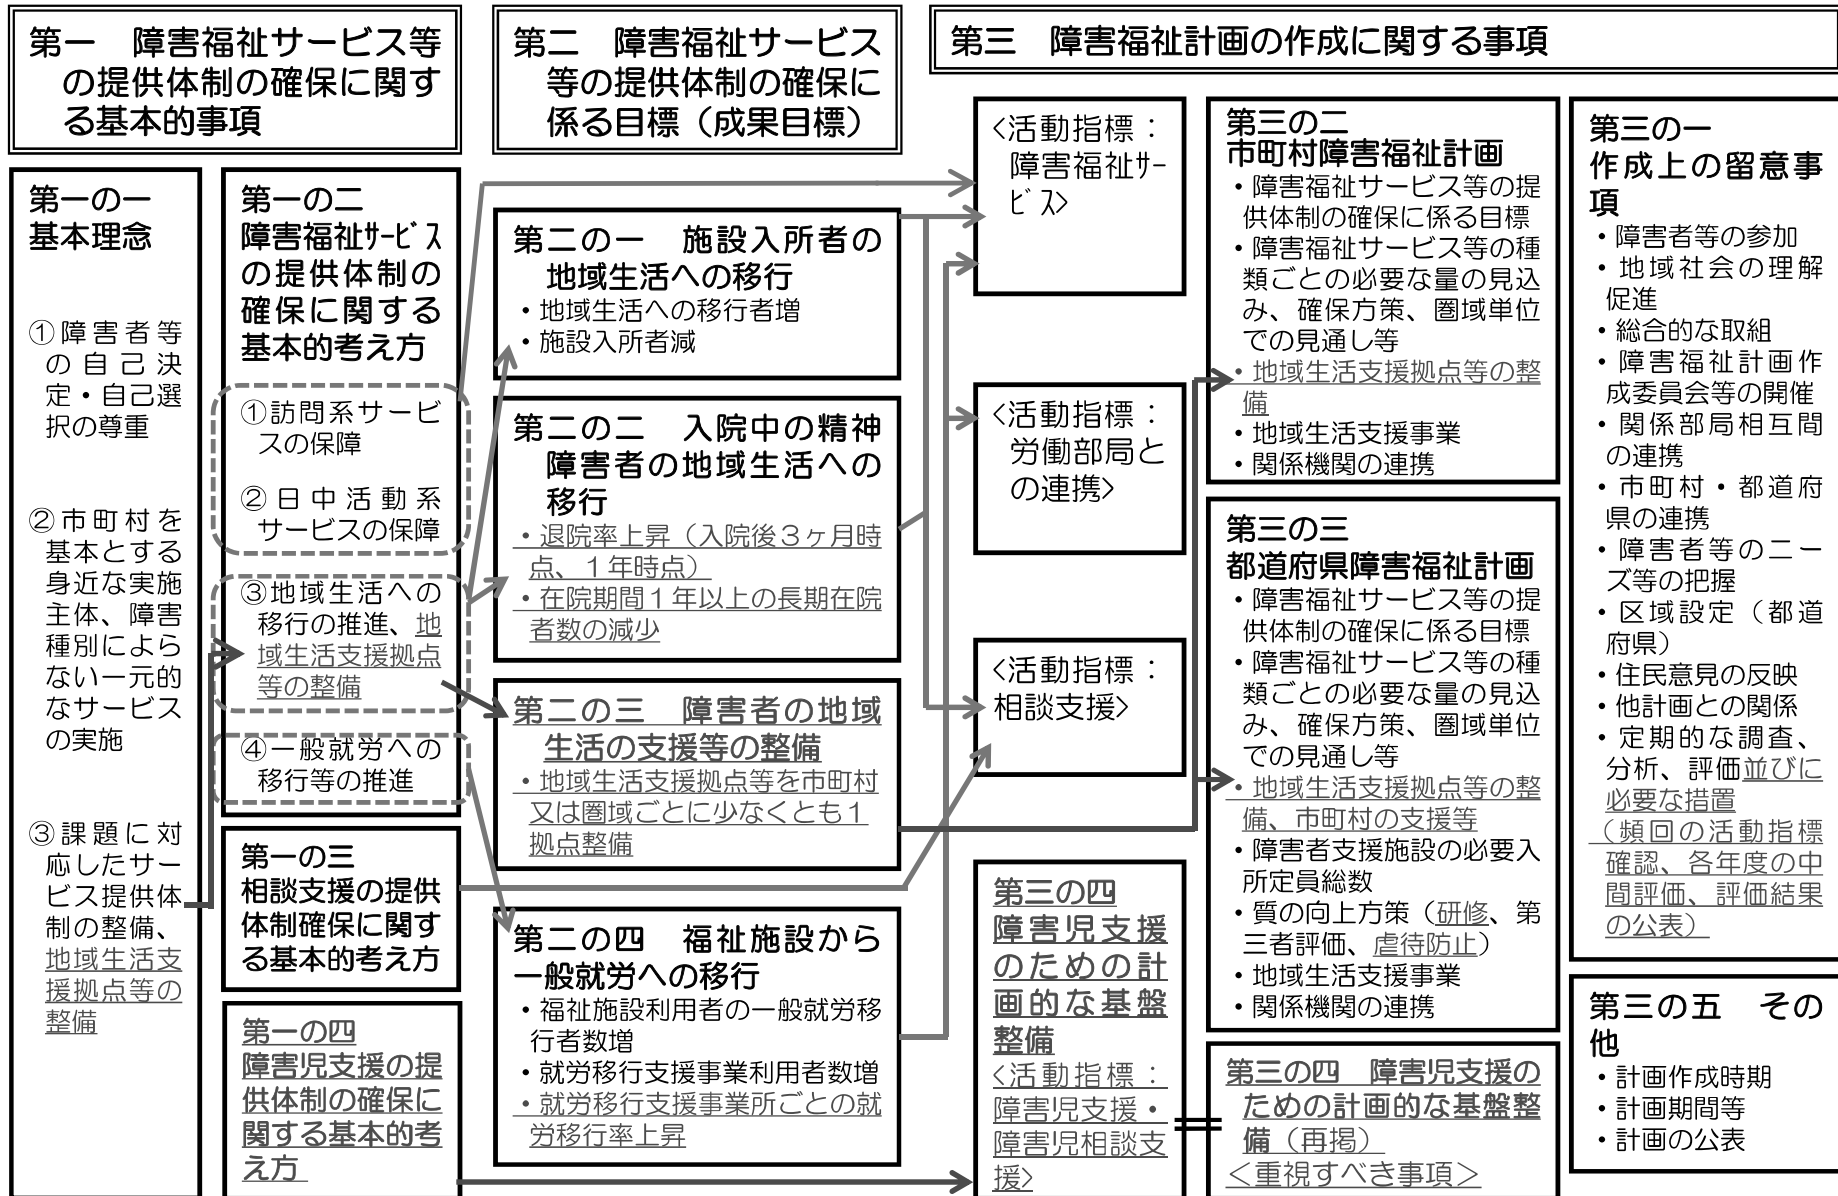 第一　障害福祉サービス等
の提供体制の確保に関す
る基本的事項
第一の一
基本理念
①障害者等
の自己決
定・自己選
択の尊重
②市町村を
基本とする
身近な実施
主体、障害
種別によら
ない一元的
なサービス
の実施
③課題に対
応したサー
ビス提供体
制の整備、
地域生活支
援拠点等の
整備
第一の二
障害福祉ｻｰﾋﾞｽ
の提供体制の
確保に関する
基本的考え方
①訪問系サービ
スの保障
②日中活動系
サービスの保障
③地域生活への
移行の推進、地
域生活支援拠点
等の整備
④一般就労への
移行等の推進
第一の三
相談支援の提供
体制確保に関す
る基本的考え方
第一の四
障害児支援の提
供体制の確保に
関する基本的考
え方
第二　障害福祉サービス
等の提供体制の確保に
係る目標（成果目標）
第二の一　施設入所者の
地域生活への移行
・地域生活への移行者増
・施設入所者減
第二の二　入院中の精神
障害者の地域生活への
移行
・退院率上昇（入院後３ヶ月時
点、１年時点）
・在院期間１年以上の長期在院
者数の減少
第二の三　障害者の地域
生活の支援等の整備
・地域生活支援拠点等を市町村
又は圏域ごとに少なくとも１
拠点整備
第二の四　福祉施設から
一般就労への移行
・福祉施設利用者の一般就労移
行者数増
・就労移行支援事業利用者数増
・就労移行支援事業所ごとの就
労移行率上昇
第三　障害福祉計画の作成に関する事項
<活動指標：
障害福祉ｻｰ
ﾋﾞｽ>
<活動指標：
労働部局と
の連携>
<活動指標：
相談支援>
第三の四
障害児支援
のための計
画的な基盤
整備
<活動指標：
障害児支援・
障害児相談支
援>
第三の二
市町村障害福祉計画
・障害福祉サービス等の提
供体制の確保に係る目標
・障害福祉サービス等の種
類ごとの必要な量の見込
み、確保方策、圏域単位
での見通し等
・地域生活支援拠点等の整
備
・地域生活支援事業
・関係機関の連携
第三の三
都道府県障害福祉計画
・障害福祉サービス等の提
供体制の確保に係る目標
・障害福祉サービス等の種
類ごとの必要な量の見込
み、確保方策、圏域単位
での見通し等
・地域生活支援拠点等の整
備、市町村の支援等
・障害者支援施設の必要入
所定員総数
・質の向上方策（研修、第
三者評価、虐待防止）
・地域生活支援事業
・関係機関の連携
第三の四　障害児支援の
ための計画的な基盤整
備（再掲）
＜重視すべき事項＞
第三の一
作成上の留意事
項
・障害者等の参加
・地域社会の理解
促進
・総合的な取組
・障害福祉計画作
成委員会等の開催
・関係部局相互間
の連携
・市町村・都道府
県の連携
・障害者等のニー
ズ等の把握
・区域設定（都道
府県）
・住民意見の反映
・他計画との関係
・定期的な調査、
分析、評価並びに
必要な措置
（頻回の活動指標
確認、各年度の中
間評価、評価結果
の公表）
第三の五　その
他
・計画作成時期
・計画期間等
・計画の公表